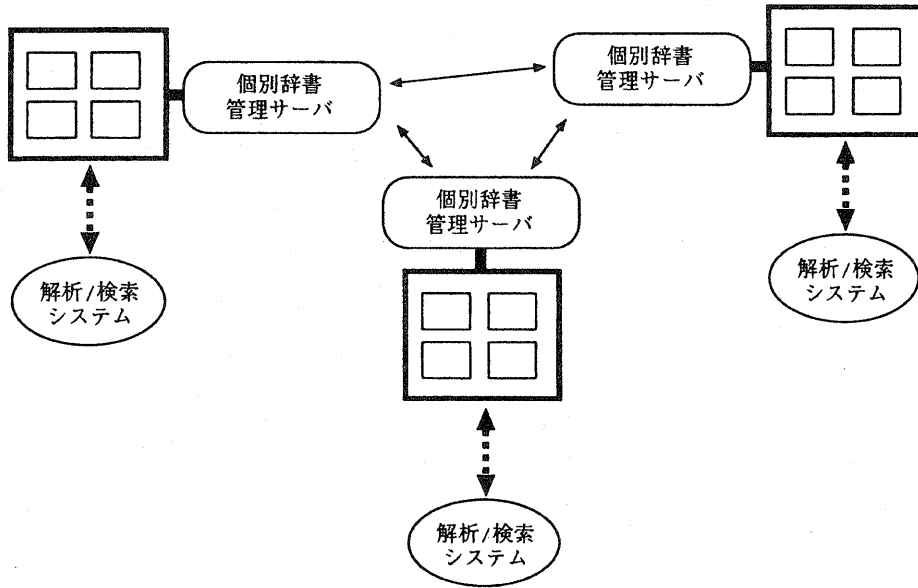 個別辞書
管理サーバ
個別辞書
管理サーバ
個別辞書
管理サーバ
解析/検索
システム
解析/検索
システム
解析/検索
システム